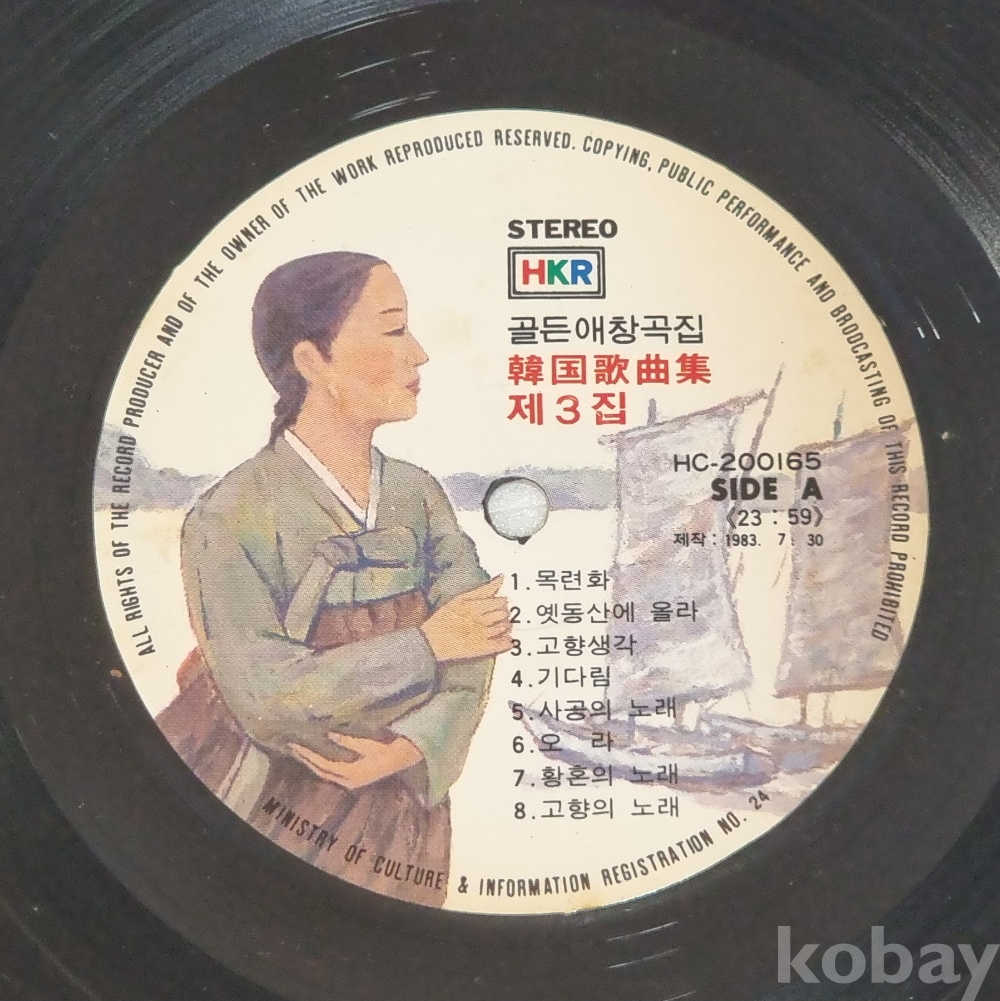 ALL RIGHTS OF THE RECORD PRODUCER AND OF THE OWNER OF THE WORK REPRODUCED RESERVED. COPYING, PUBLIC PERFORMANCE AND BRODCASTING OF THIS RECORD PROHIBITED
STEREO
HKR
골든애창곡집
韓国歌曲集
제3집
HC-200165
SIDE A
《23 : 59》
제작 : 1983. 7. 30
1.목련화
2.옛동산에 올라
3.고향생각
4.기다림
5.사공의 노래
6.오 라
7.황혼의 노래
8.고향의 노래
MINISTRY OF CULTURE & INFORMATION REGISTRATION NO. 24
kobay